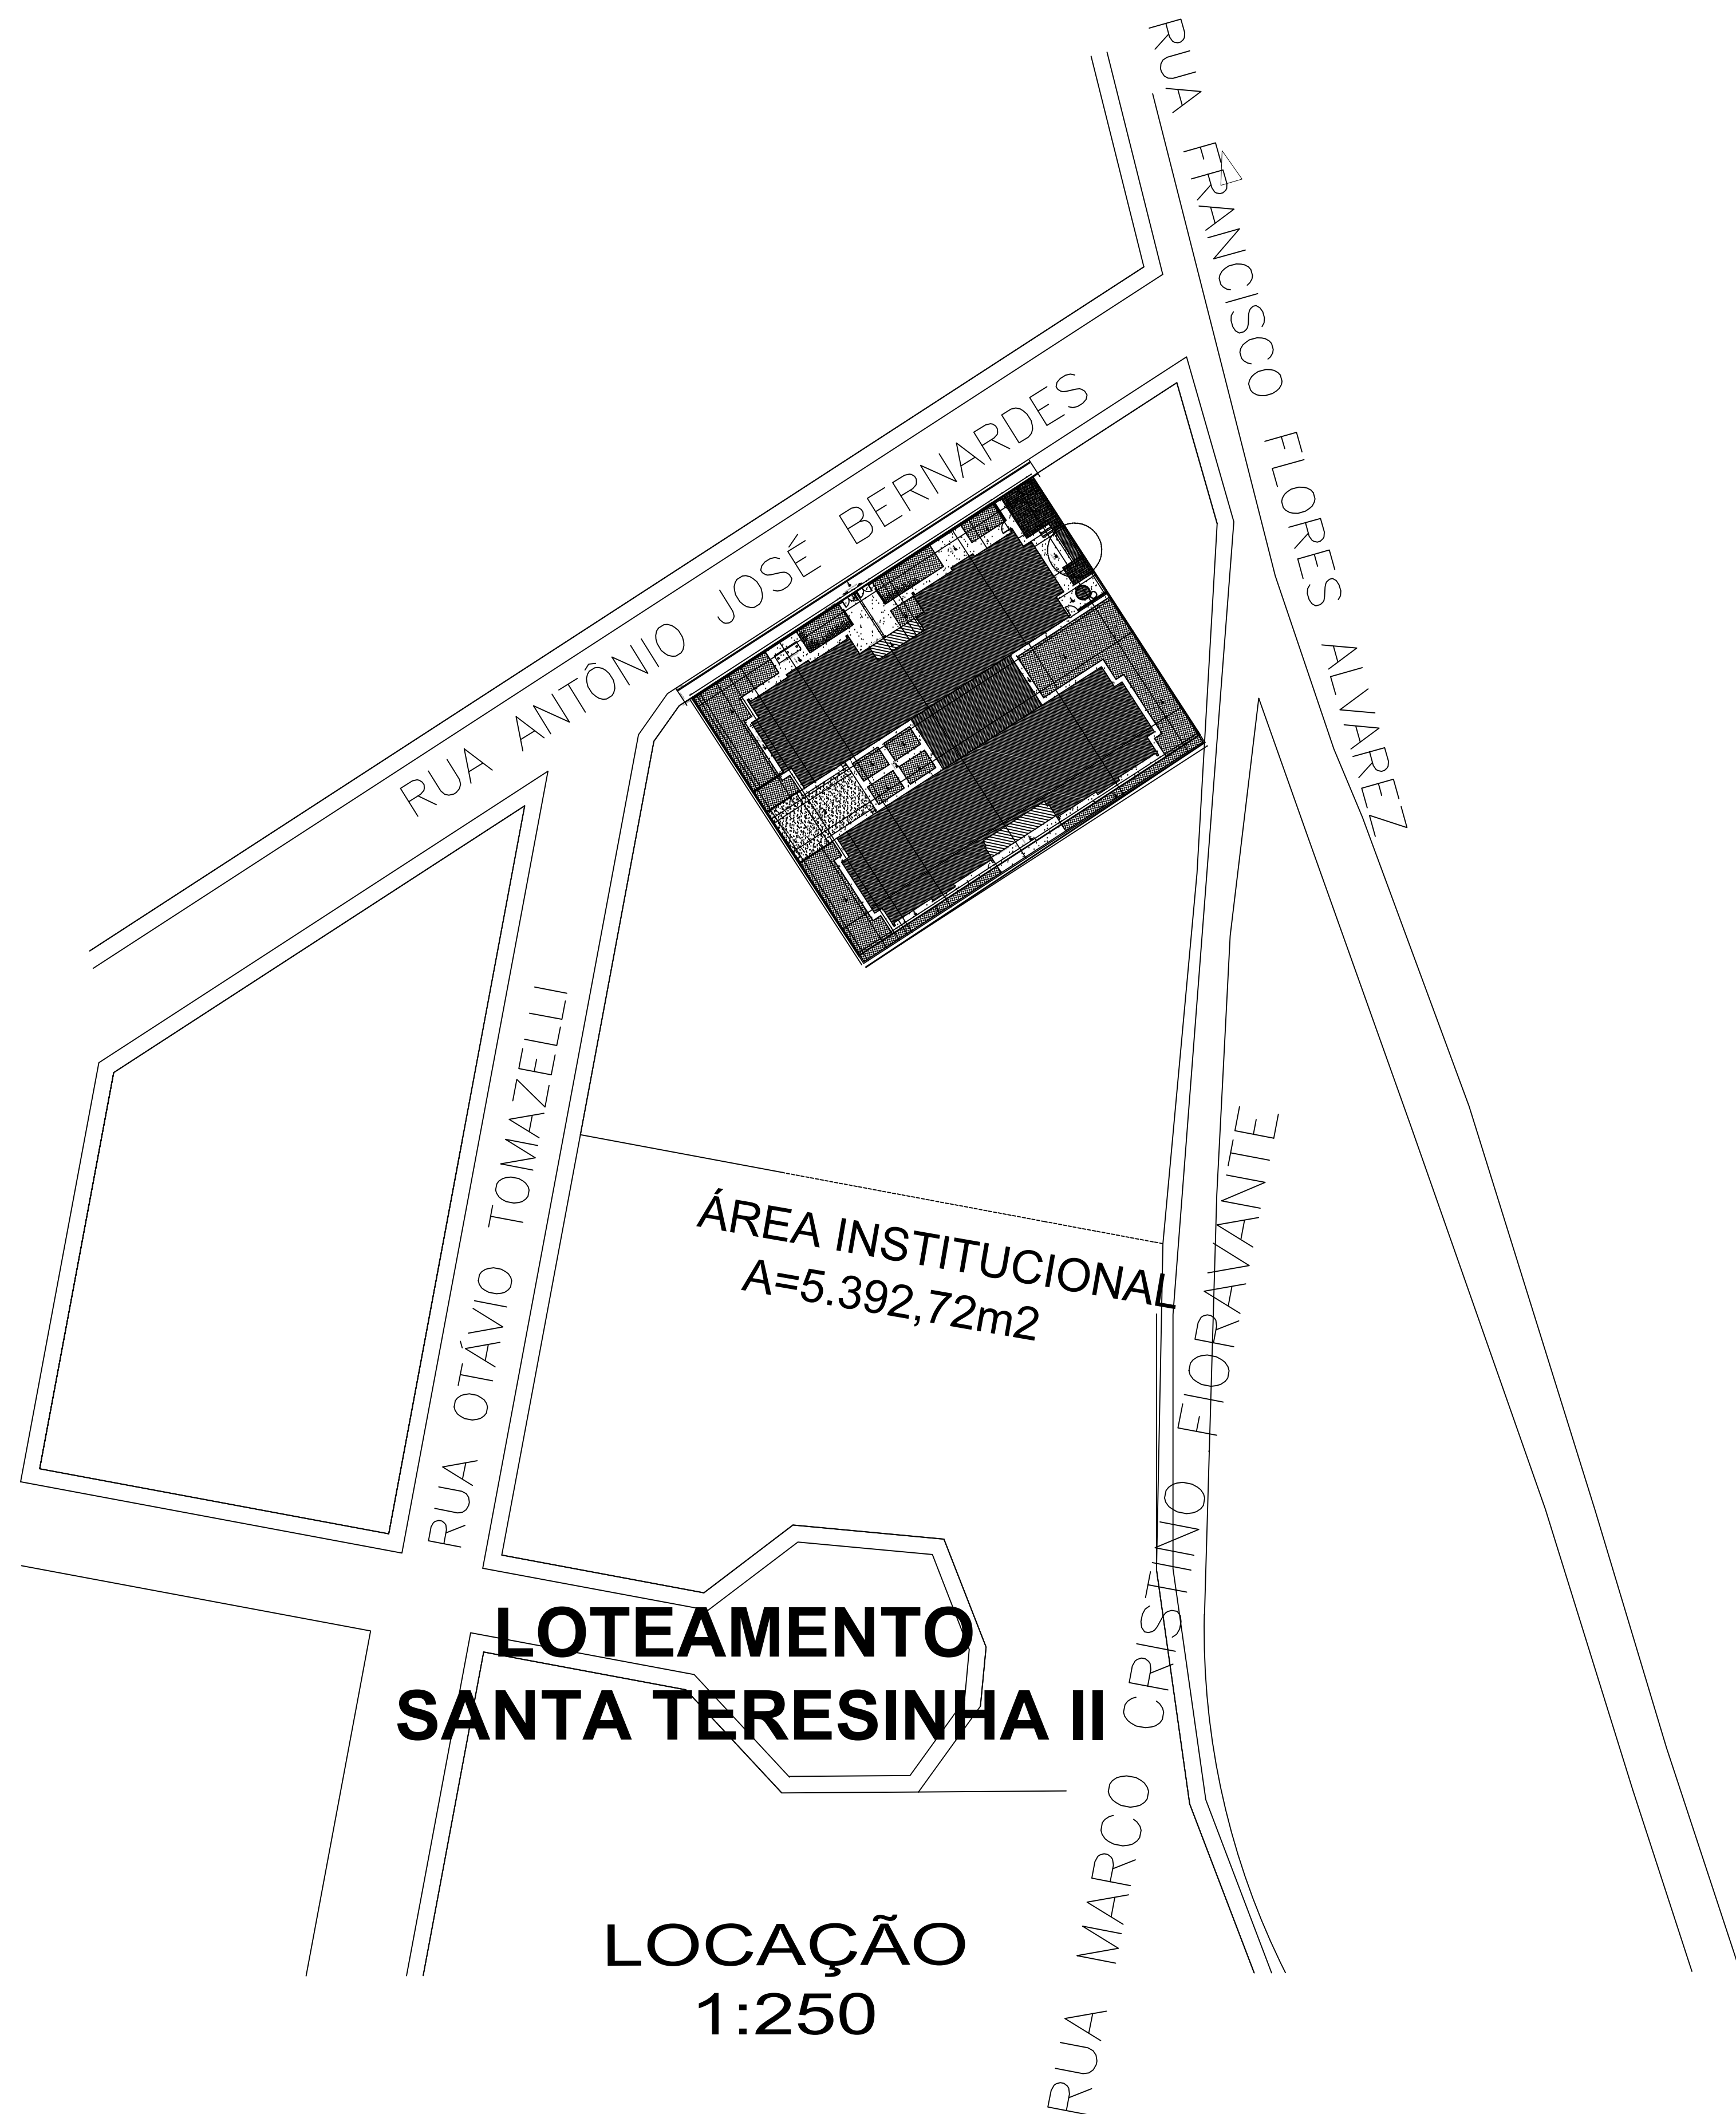 RUA FRANCISCO FLORES ALVAREZ
RUA ANTÔNIO JOSÉ BERNARDES
RUA OTÁVIO TOMAZELLI
ÁREA INSTITUCIONAL
A=5.392,72m2
RUA MARCO CRISTINO FIORAVANTE
LOTEAMENTO
SANTA TERESINHA II
LOCAÇÃO
1:250